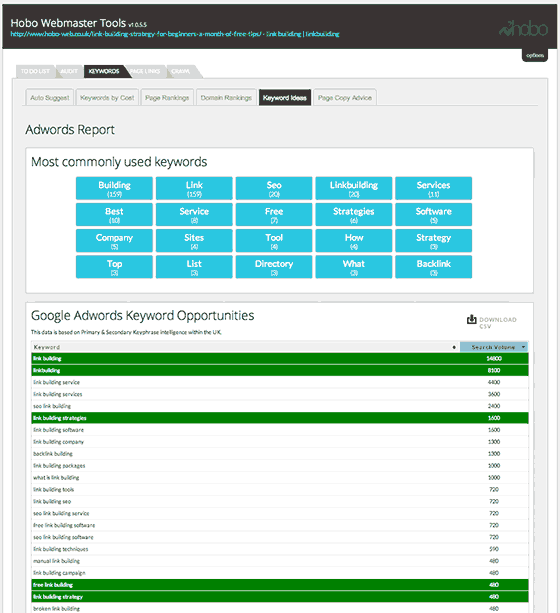 Hobo Webmaster Tools v1.0.5.5
http://www.hobo-web.co.uk/link-building-strategy-for-beginners-a-month-of-free-tips/ - link building | linkbuilding
hobo
options
TO DO LIST AUDIT KEYWORDS PAGE LINKS CRAWL
Auto Suggest Keywords by Cost Page Rankings Domain Rankings Keyword Ideas Page Copy Advice
Adwords Report
Most commonly used keywords
Building Link Seo Linkbuilding Services
(159) (159) (20) (20) (11)
Best Service Free Strategies Software
(10) (8) (7) (6) (5)
Company Sites Tool How Strategy
(5) (4) (4) (4) (3)
Top List Directory What Backlink
(3) (3) (3) (3) (3)
Google Adwords Keyword Opportunities
DOWNLOAD
CSV
This data is based on Primary & Secondary Keyphrase intelligence within the UK.
Keyword Search Volume
link building 14800
linkbuilding 8100
link building service 4400
link building services 3600
seo link building 2400
link building strategies 1600
link building software 1600
link building company 1300
backlink building 1300
link building packages 1000
what is link building 1000
link building tools 720
link building seo 720
seo link building service 720
free link building software 720
seo link building software 720
link building techniques 590
manual link building 480
link building campaign 480
free link building 480
link building strategy 480
broken link building 480